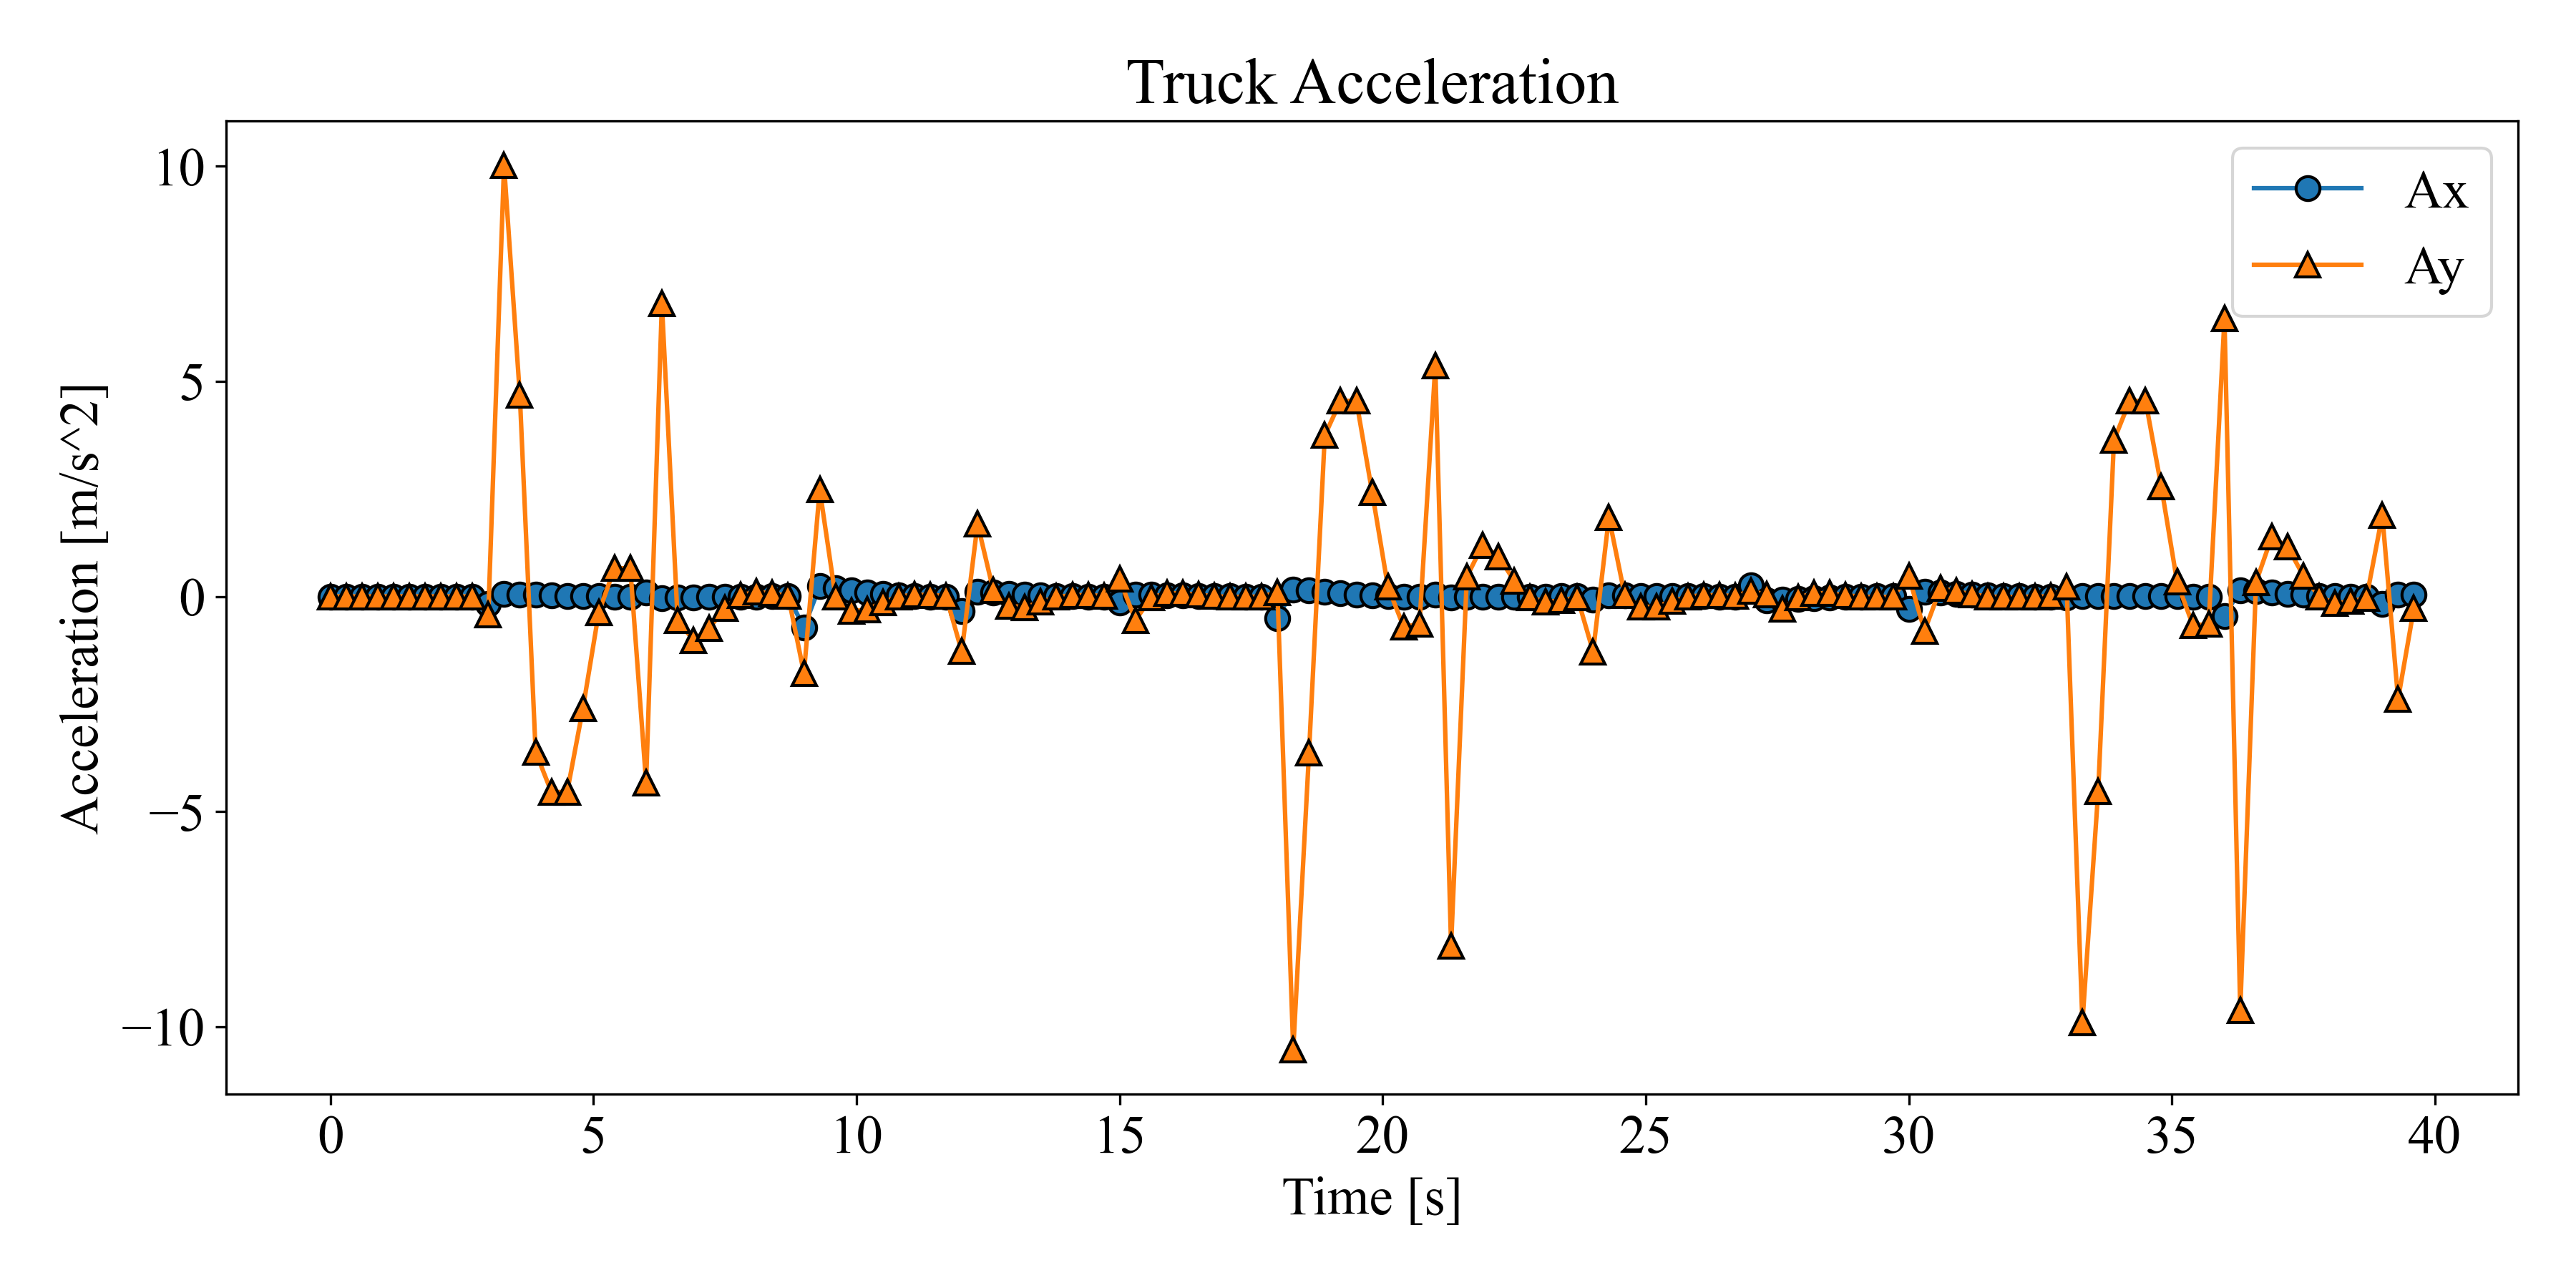 Truck Acceleration
10
5
0
−5
−10
Acceleration [m/s^2]
Ax
Ay
0 5 10 15 20 25 30 35 40
Time [s]